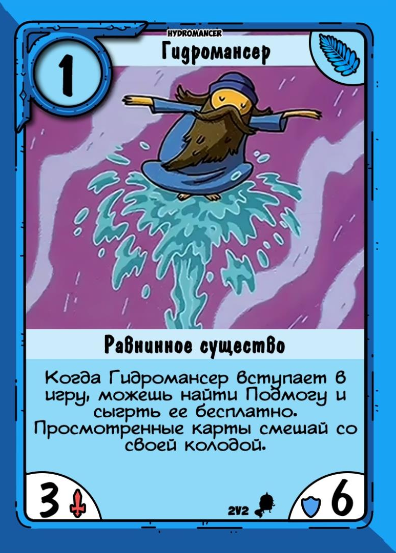 HYDROMANCER
1
Гидромансер
Равнинное существо
Когда Гидромансер вступает в
игру, можешь найти Подмогу и
сыгрть ее бесплатно.
Просмотренные карты смешай со
своей колодой.
3
2V2
6